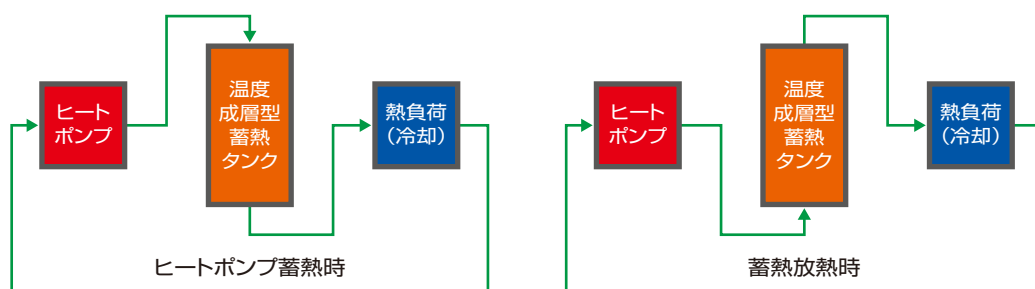 ヒート
ポンプ
温度
成層型
蓄熱
タンク
熱負荷
（冷却）
ヒートポンプ蓄熱時
ヒート
ポンプ
温度
成層型
蓄熱
タンク
熱負荷
（冷却）
蓄熱放熱時